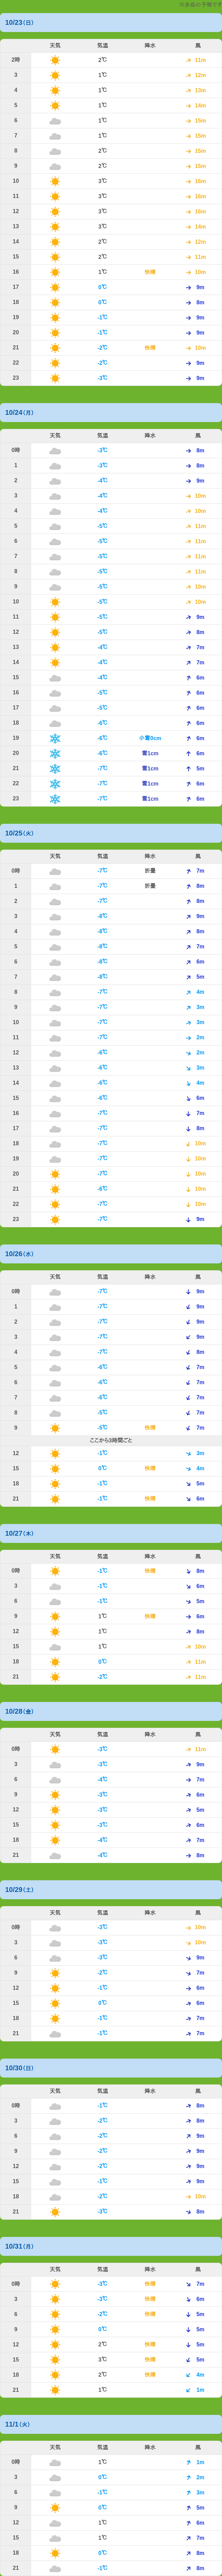 ※多目の予報です
10/23(日)
天気 気温 降水 風
2時 1℃ 11m
3 1℃ 12m
4 1℃ 13m
5 1℃ 14m
6 1℃ 15m
7 1℃ 15m
8 2℃ 15m
9 2℃ 15m
10 3℃ 16m
11 3℃ 16m
12 3℃ 16m
13 3℃ 14m
14 2℃ 12m
15 2℃ 11m
16 1℃ 快晴 10m
17 0℃ 9m
18 0℃ 8m
19 -1℃ 9m
20 -1℃ 9m
21 -2℃ 快晴 10m
22 -2℃ 9m
23 -3℃ 9m
10/24(月)
天気 気温 降水 風
0時 -3℃ 8m
1 -3℃ 8m
2 -4℃ 9m
3 -4℃ 10m
4 -4℃ 10m
5 -5℃ 11m
6 -5℃ 11m
7 -5℃ 11m
8 -5℃ 11m
9 -5℃ 10m
10 -5℃ 10m
11 -5℃ 9m
12 -5℃ 8m
13 -4℃ 7m
14 -4℃ 7m
15 -4℃ 6m
16 -5℃ 6m
17 -5℃ 6m
18 -6℃ 6m
19 -6℃ 小雪0cm 6m
20 -6℃ 雪1cm 6m
21 -7℃ 雪1cm 5m
22 -7℃ 雪1cm 6m
23 -7℃ 雪1cm 6m
10/25(火)
天気 気温 降水 風
0時 -7℃ 折曇 7m
1 -7℃ 折曇 8m
2 -7℃ 8m
3 -8℃ 9m
4 -8℃ 8m
5 -8℃ 7m
6 -8℃ 6m
7 -8℃ 5m
8 -7℃ 4m
9 -7℃ 3m
10 -7℃ 3m
11 -7℃ 2m
12 -6℃ 2m
13 -6℃ 3m
14 -6℃ 4m
15 -6℃ 6m
16 -7℃ 7m
17 -7℃ 8m
18 -7℃ 10m
19 -7℃ 10m
20 -7℃ 10m
21 -6℃ 10m
22 -7℃ 10m
23 -7℃ 9m
10/26(水)
天気 気温 降水 風
0時 -7℃ 9m
1 -7℃ 9m
2 -7℃ 9m
3 -7℃ 9m
4 -7℃ 8m
5 -6℃ 7m
6 -6℃ 7m
7 -6℃ 7m
8 -5℃ 7m
9 -5℃ 快晴 7m
ここから3時間ごと
12 -1℃ 3m
15 0℃ 快晴 4m
18 -1℃ 5m
21 -1℃ 快晴 6m
10/27(木)
天気 気温 降水 風
0時 -1℃ 快晴 8m
3 -1℃ 6m
6 -1℃ 5m
9 1℃ 快晴 6m
12 1℃ 8m
15 1℃ 10m
18 0℃ 11m
21 -2℃ 11m
10/28(金)
天気 気温 降水 風
0時 -3℃ 11m
3 -3℃ 9m
6 -4℃ 7m
9 -3℃ 6m
12 -3℃ 5m
15 -3℃ 6m
18 -4℃ 7m
21 -4℃ 8m
10/29(土)
天気 気温 降水 風
0時 -3℃ 10m
3 -3℃ 10m
6 -3℃ 9m
9 -2℃ 7m
12 -1℃ 6m
15 0℃ 6m
18 -1℃ 7m
21 -1℃ 7m
10/30(日)
天気 気温 降水 風
0時 -1℃ 8m
3 -2℃ 8m
6 -2℃ 9m
9 -2℃ 9m
12 -2℃ 9m
15 -1℃ 9m
18 -2℃ 10m
21 -3℃ 8m
10/31(月)
天気 気温 降水 風
0時 -3℃ 快晴 7m
3 -3℃ 快晴 6m
6 -2℃ 快晴 5m
9 0℃ 5m
12 2℃ 快晴 5m
15 3℃ 快晴 5m
18 2℃ 快晴 4m
21 1℃ 1m
11/1(火)
天気 気温 降水 風
0時 1℃ 1m
3 0℃ 2m
6 -1℃ 3m
9 0℃ 5m
12 1℃ 6m
15 1℃ 7m
18 0℃ 8m
21 -1℃ 8m